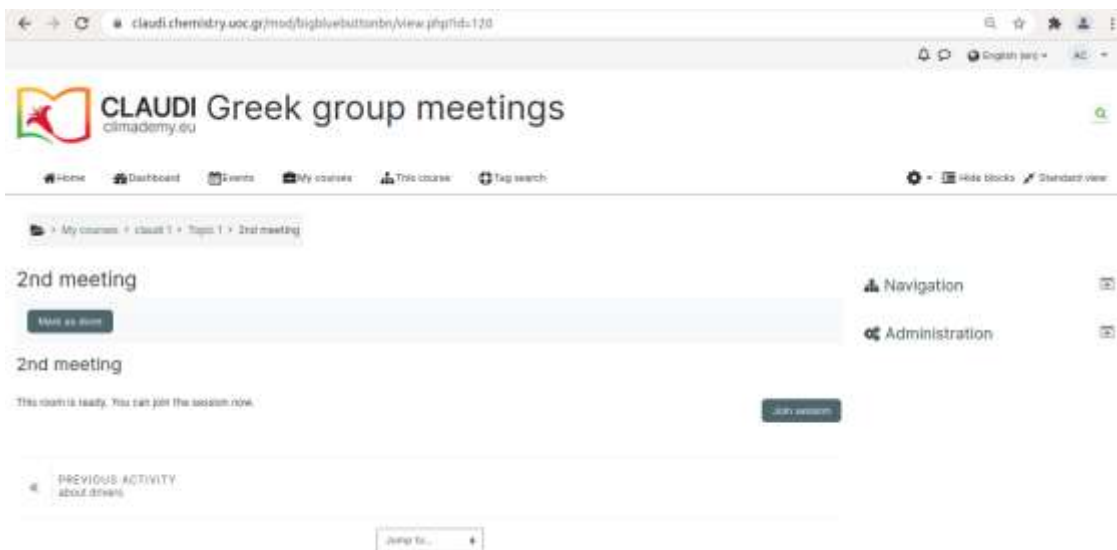 claudi.chemistry.uoc.gr/mod/bigbluebuttonbn/view.php?id=120
English (en)
AC
CLAUDI Greek group meetings
climademy.eu
Home Dashboard Events My courses This course Tag search
Hide blocks Standard view
My courses claudi 1 Topic 1 2nd meeting
2nd meeting
Navigation
Mark as done
Administration
2nd meeting
This room is ready. You can join the session now.
Join session
PREVIOUS ACTIVITY
about drivers
Jump to...